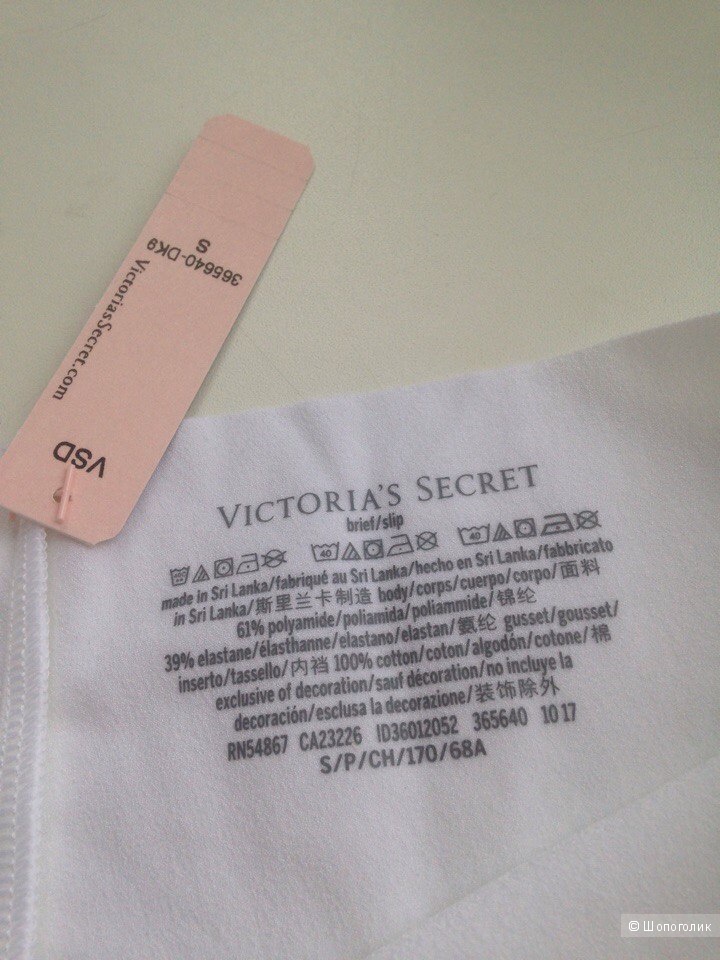 365640-DK9
S
VictoriasSecret.com
VSD
VICTORIA'S SECRET
brief/slip
40 40
made in Sri Lanka/fabriqué au Sri Lanka/hecho en Sri Lanka/fabbricato
in Sri Lanka/斯里兰卡制造 body/corps/cuerpo/corpo/面料
61% polyamide/poliamida/poliammide/锦纶
39% elastane/élasthanne/elastano/elastan/氨纶 gusset/gousset/
inserto/tassello/内裆 100% cotton/coton/algodón/cotone/棉
exclusive of decoration/sauf décoration/no incluye la
decoración/esclusa la decorazione/装饰除外
RN54867 CA23226 ID36012052 365640 10 17
S/P/CH/170/68A
© Шопоголик